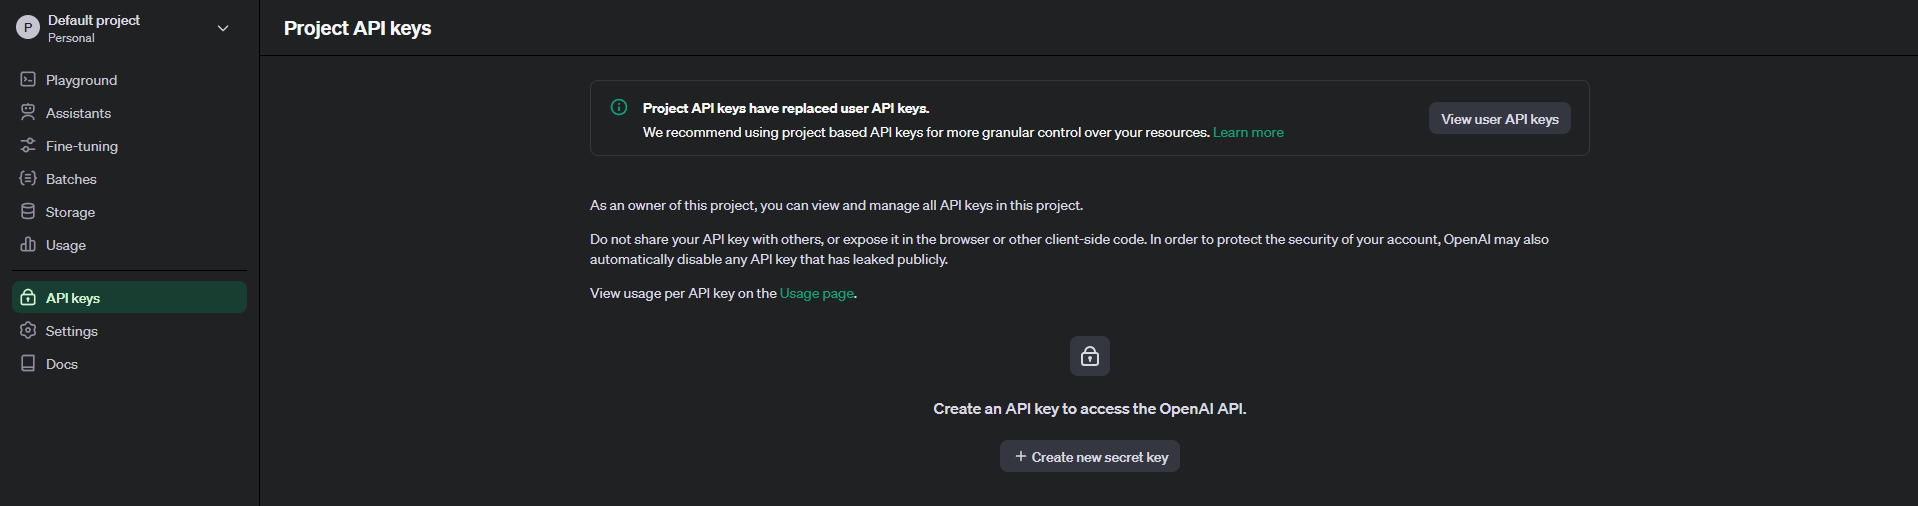 P
Default project
Personal
Playground
Assistants
Fine-tuning
Batches
Storage
Usage
API keys
Settings
Docs
Project API keys
Project API keys have replaced user API keys.
We recommend using project based API keys for more granular control over your resources. Learn more
View user API keys
As an owner of this project, you can view and manage all API keys in this project.
Do not share your API key with others, or expose it in the browser or other client-side code. In order to protect the security of your account, OpenAI may also
automatically disable any API key that has leaked publicly.
View usage per API key on the Usage page.
Create an API key to access the OpenAI API.
+ Create new secret key